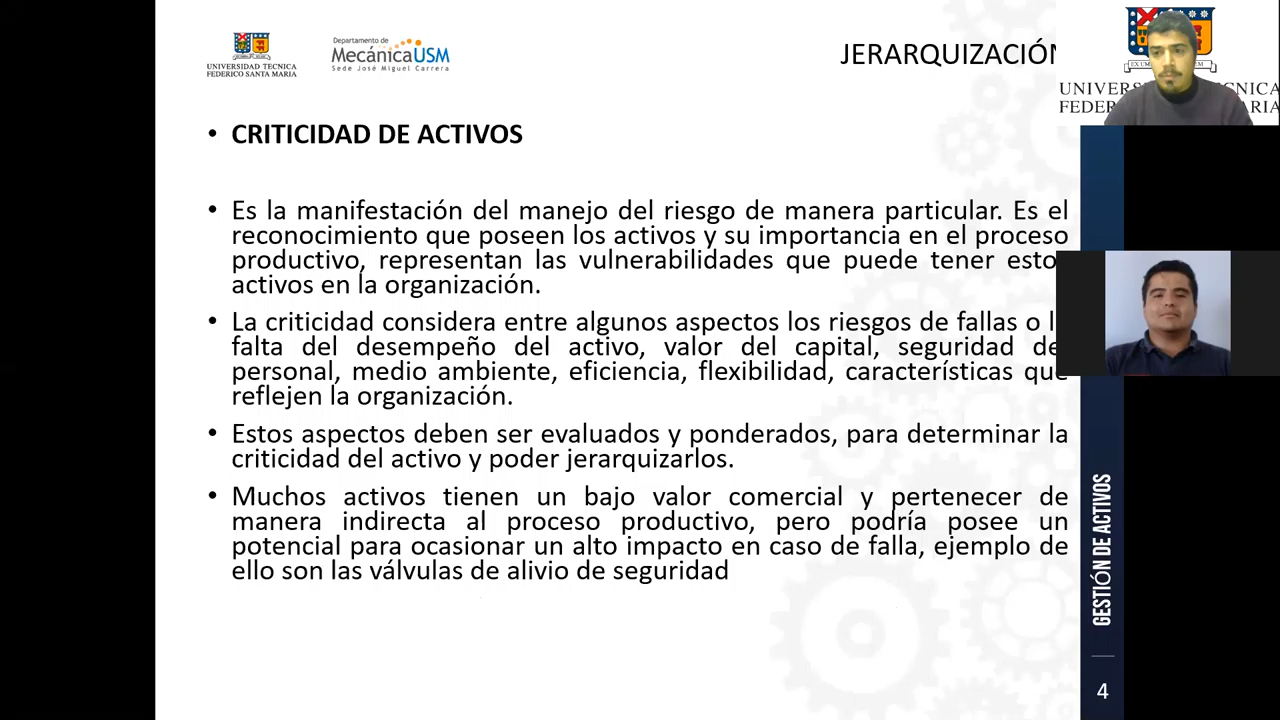 UNIVERSIDAD TECNICA
FEDERICO SANTA MARIA
Departamento de
MecánicaUSM
Sede José Miguel Carrera
JERARQUIZACIÓN
UNIVERS
FEDER
ARIA
• CRITICIDAD DE ACTIVOS
• Es la manifestación del manejo del riesgo de manera particular. Es el
reconocimiento que poseen los activos y su importancia en el proceso
productivo, representan las vulnerabilidades que puede tener esto
activos en la organización.
• La criticidad considera entre algunos aspectos los riesgos de fallas o l
falta del desempeño del activo, valor del capital, seguridad de
personal, medio ambiente, eficiencia, flexibilidad, características que
reflejen la organización.
• Estos aspectos deben ser evaluados y ponderados, para determinar la
criticidad del activo y poder jerarquizarlos.
• Muchos activos tienen un bajo valor comercial y pertenecer de
manera indirecta al proceso productivo, pero podría posee un
potencial para ocasionar un alto impacto en caso de falla, ejemplo de
ello son las válvulas de alivio de seguridad
GESTIÓN DE ACTIVOS
4